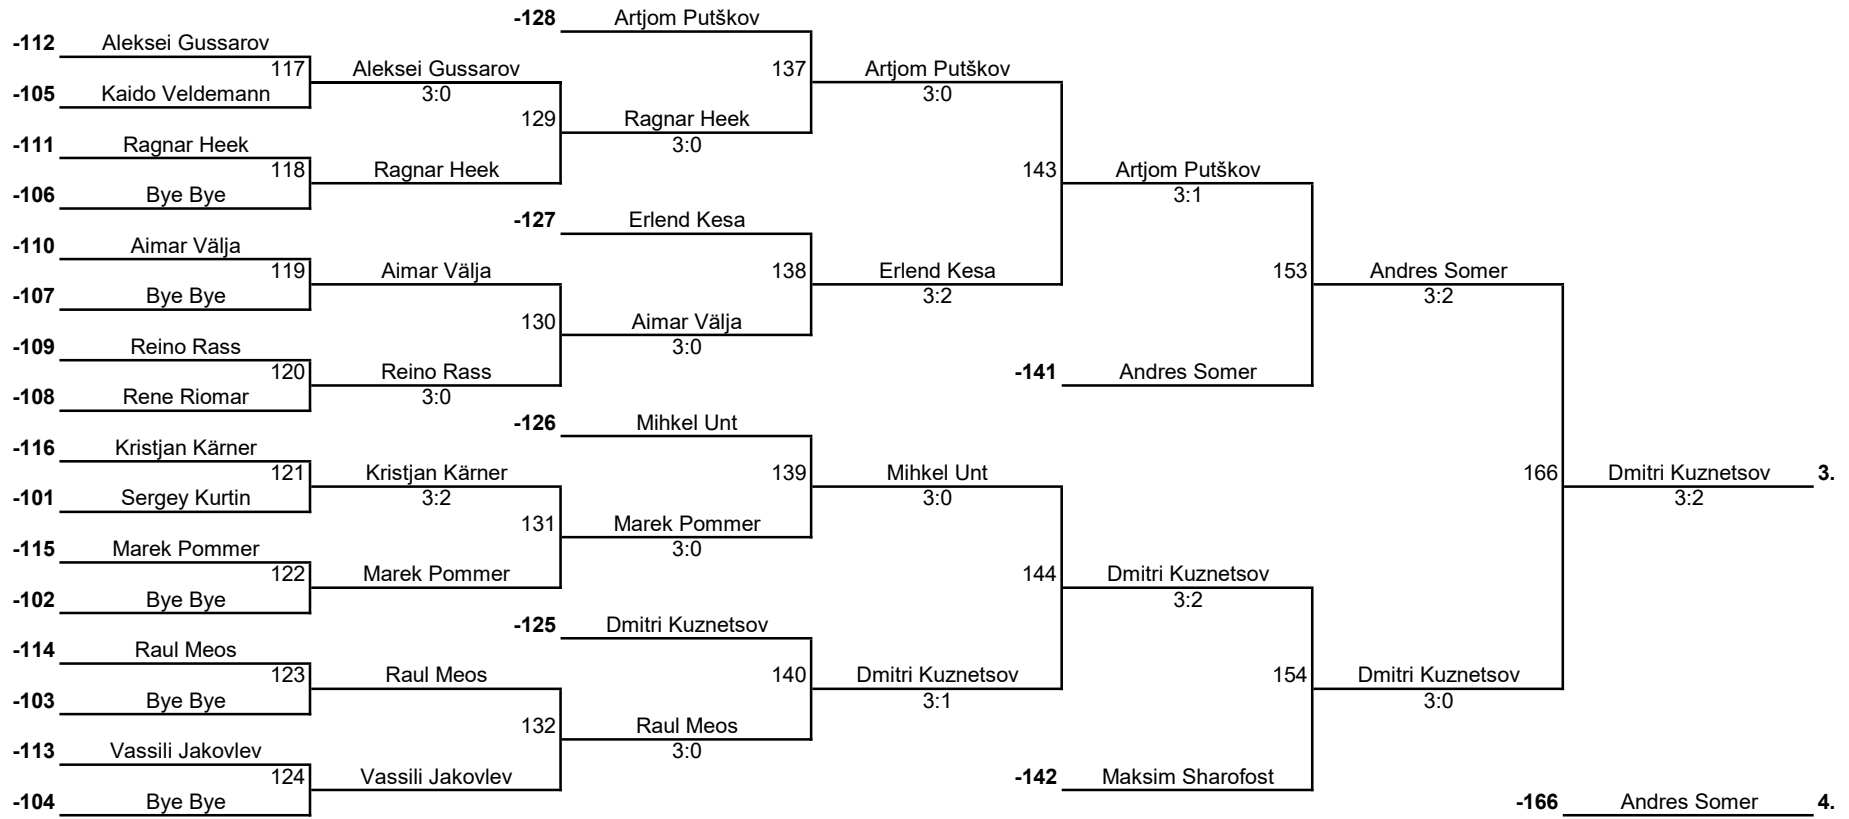 -128 Artjom Putškov
-112 Aleksei Gussarov
117 Aleksei Gussarov 137 Artjom Putškov
-105 Kaido Veldemann 3:0 3:0
129 Ragnar Heek
-111 Ragnar Heek 3:0
118 Ragnar Heek 143 Artjom Putškov
-106 Bye Bye 3:1
-127 Erlend Kesa
-110 Aimar Välja
119 Aimar Välja 138 Erlend Kesa 153 Andres Somer
-107 Bye Bye 3:2 3:2
130 Aimar Välja
-109 Reino Rass 3:0
120 Reino Rass -141 Andres Somer
-108 Rene Riomar 3:0
-126 Mihkel Unt
-116 Kristjan Kärner
121 Kristjan Kärner 139 Mihkel Unt 166 Dmitri Kuznetsov 3.
-101 Sergey Kurtin 3:2 3:0 3:2
131 Marek Pommer
-115 Marek Pommer 3:0
122 Marek Pommer 144 Dmitri Kuznetsov
-102 Bye Bye 3:2
-125 Dmitri Kuznetsov
-114 Raul Meos
123 Raul Meos 140 Dmitri Kuznetsov 154 Dmitri Kuznetsov
-103 Bye Bye 3:1 3:0
132 Raul Meos
-113 Vassili Jakovlev 3:0
124 Vassili Jakovlev -142 Maksim Sharofost
-104 Bye Bye -166 Andres Somer 4.